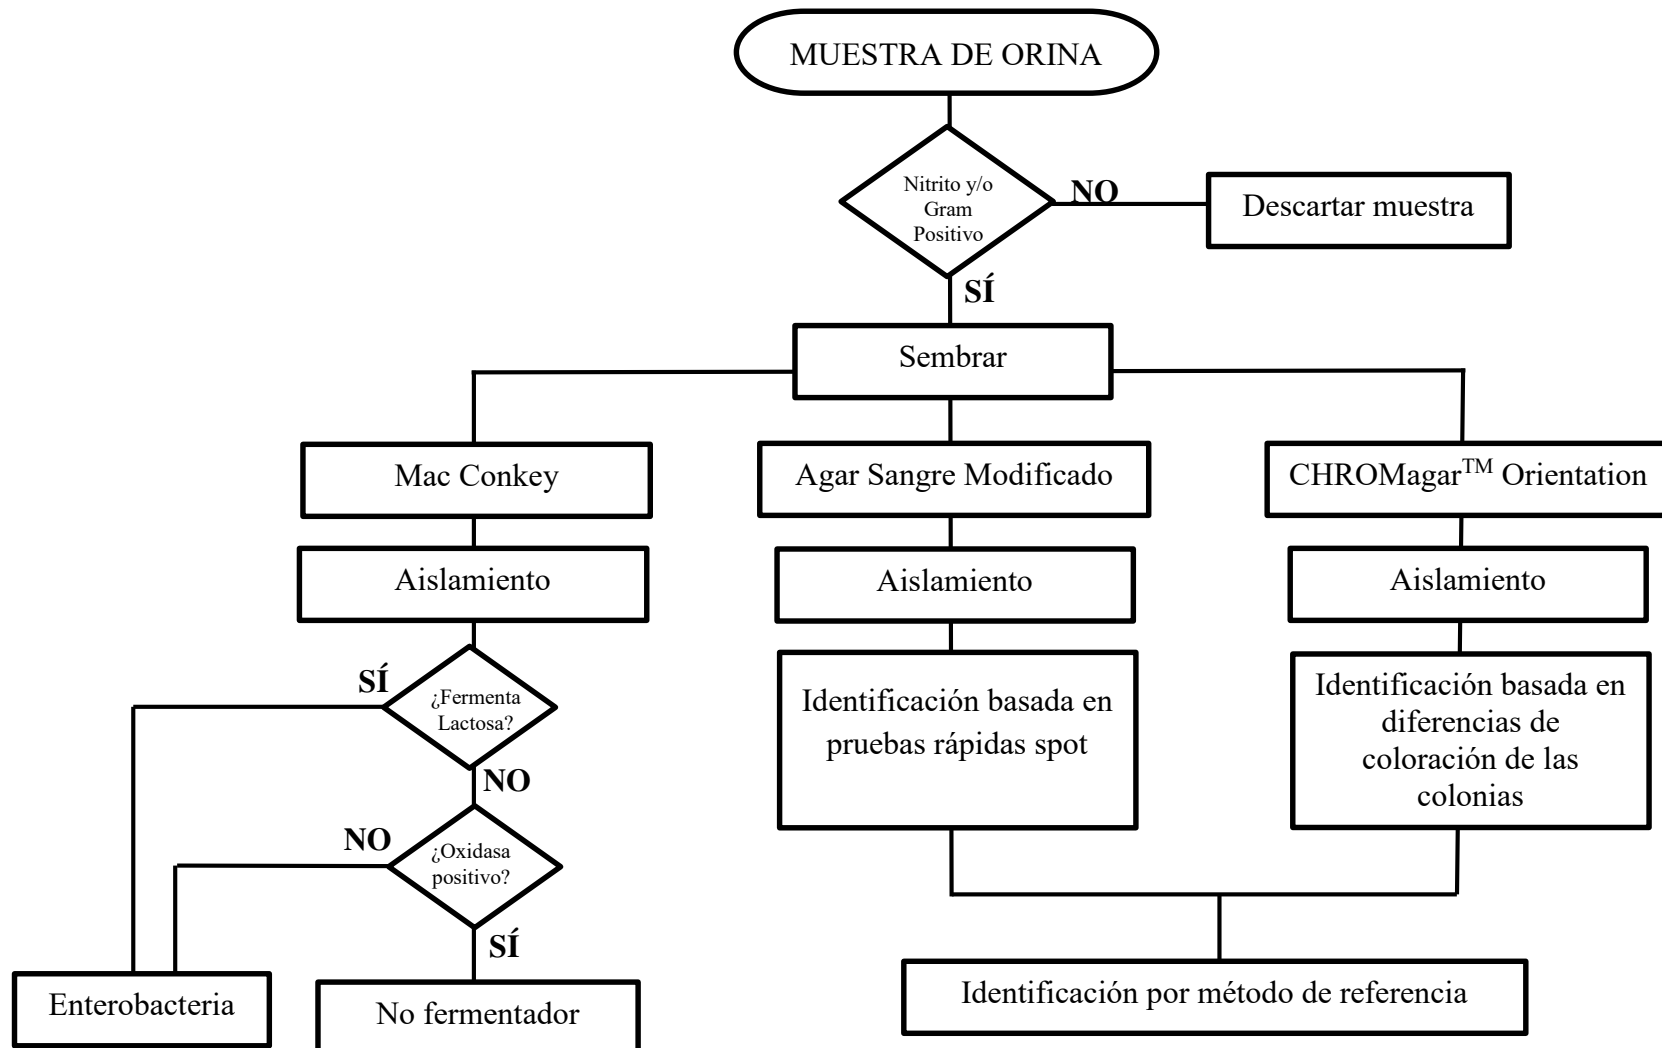 MUESTRA DE ORINA
Nitrito y/o
Gram
Positivo
NO
Descartar muestra
SÍ
Sembrar
Mac Conkey
Agar Sangre Modificado
CHROMagar™ Orientation
Aislamiento
Aislamiento
Aislamiento
SÍ
¿Fermenta
Lactosa?
NO
Identificación basada en
pruebas rápidas spot
Identificación basada en
diferencias de
coloración de las
colonias
NO
¿Oxidasa
positivo?
SÍ
Enterobacteria
No fermentador
Identificación por método de referencia